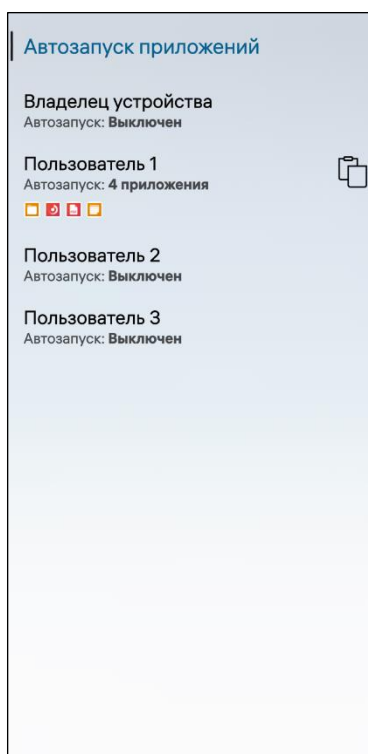 Автозапуск приложений
Владелец устройства
Автозапуск: Выключен
Пользователь 1
Автозапуск: 4 приложения
Пользователь 2
Автозапуск: Выключен
Пользователь 3
Автозапуск: Выключен